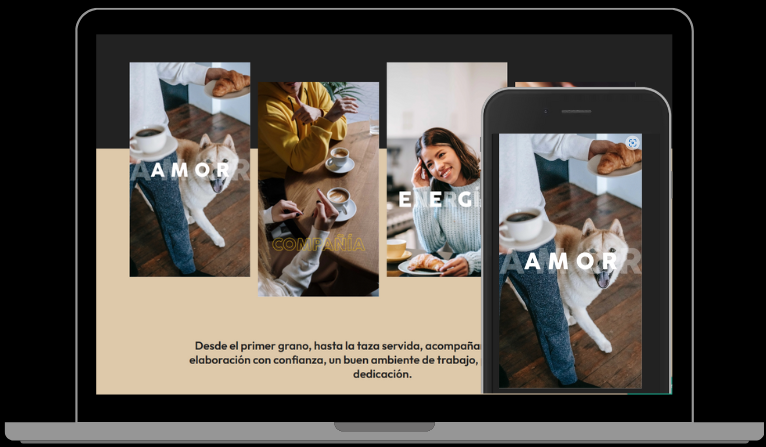 AMOR
COMPAÑÍA
ENERGÍ
AMOR
Desde el primer grano, hasta la taza servida, acompaña
elaboración con confianza, un buen ambiente de trabajo,
dedicación.